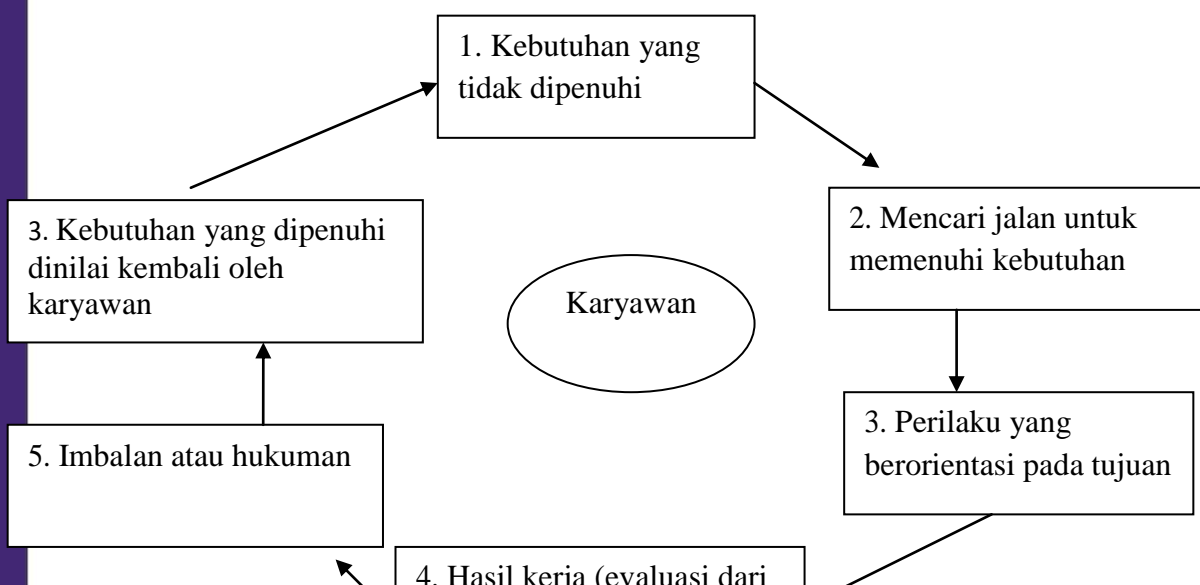 1. Kebutuhan yang
tidak dipenuhi
2. Mencari jalan untuk
memenuhi kebutuhan
3. Kebutuhan yang dipenuhi
dinilai kembali oleh
karyawan
Karyawan
3. Perilaku yang
berorientasi pada tujuan
5. Imbalan atau hukuman
4. Hasil kerja (evaluasi dari